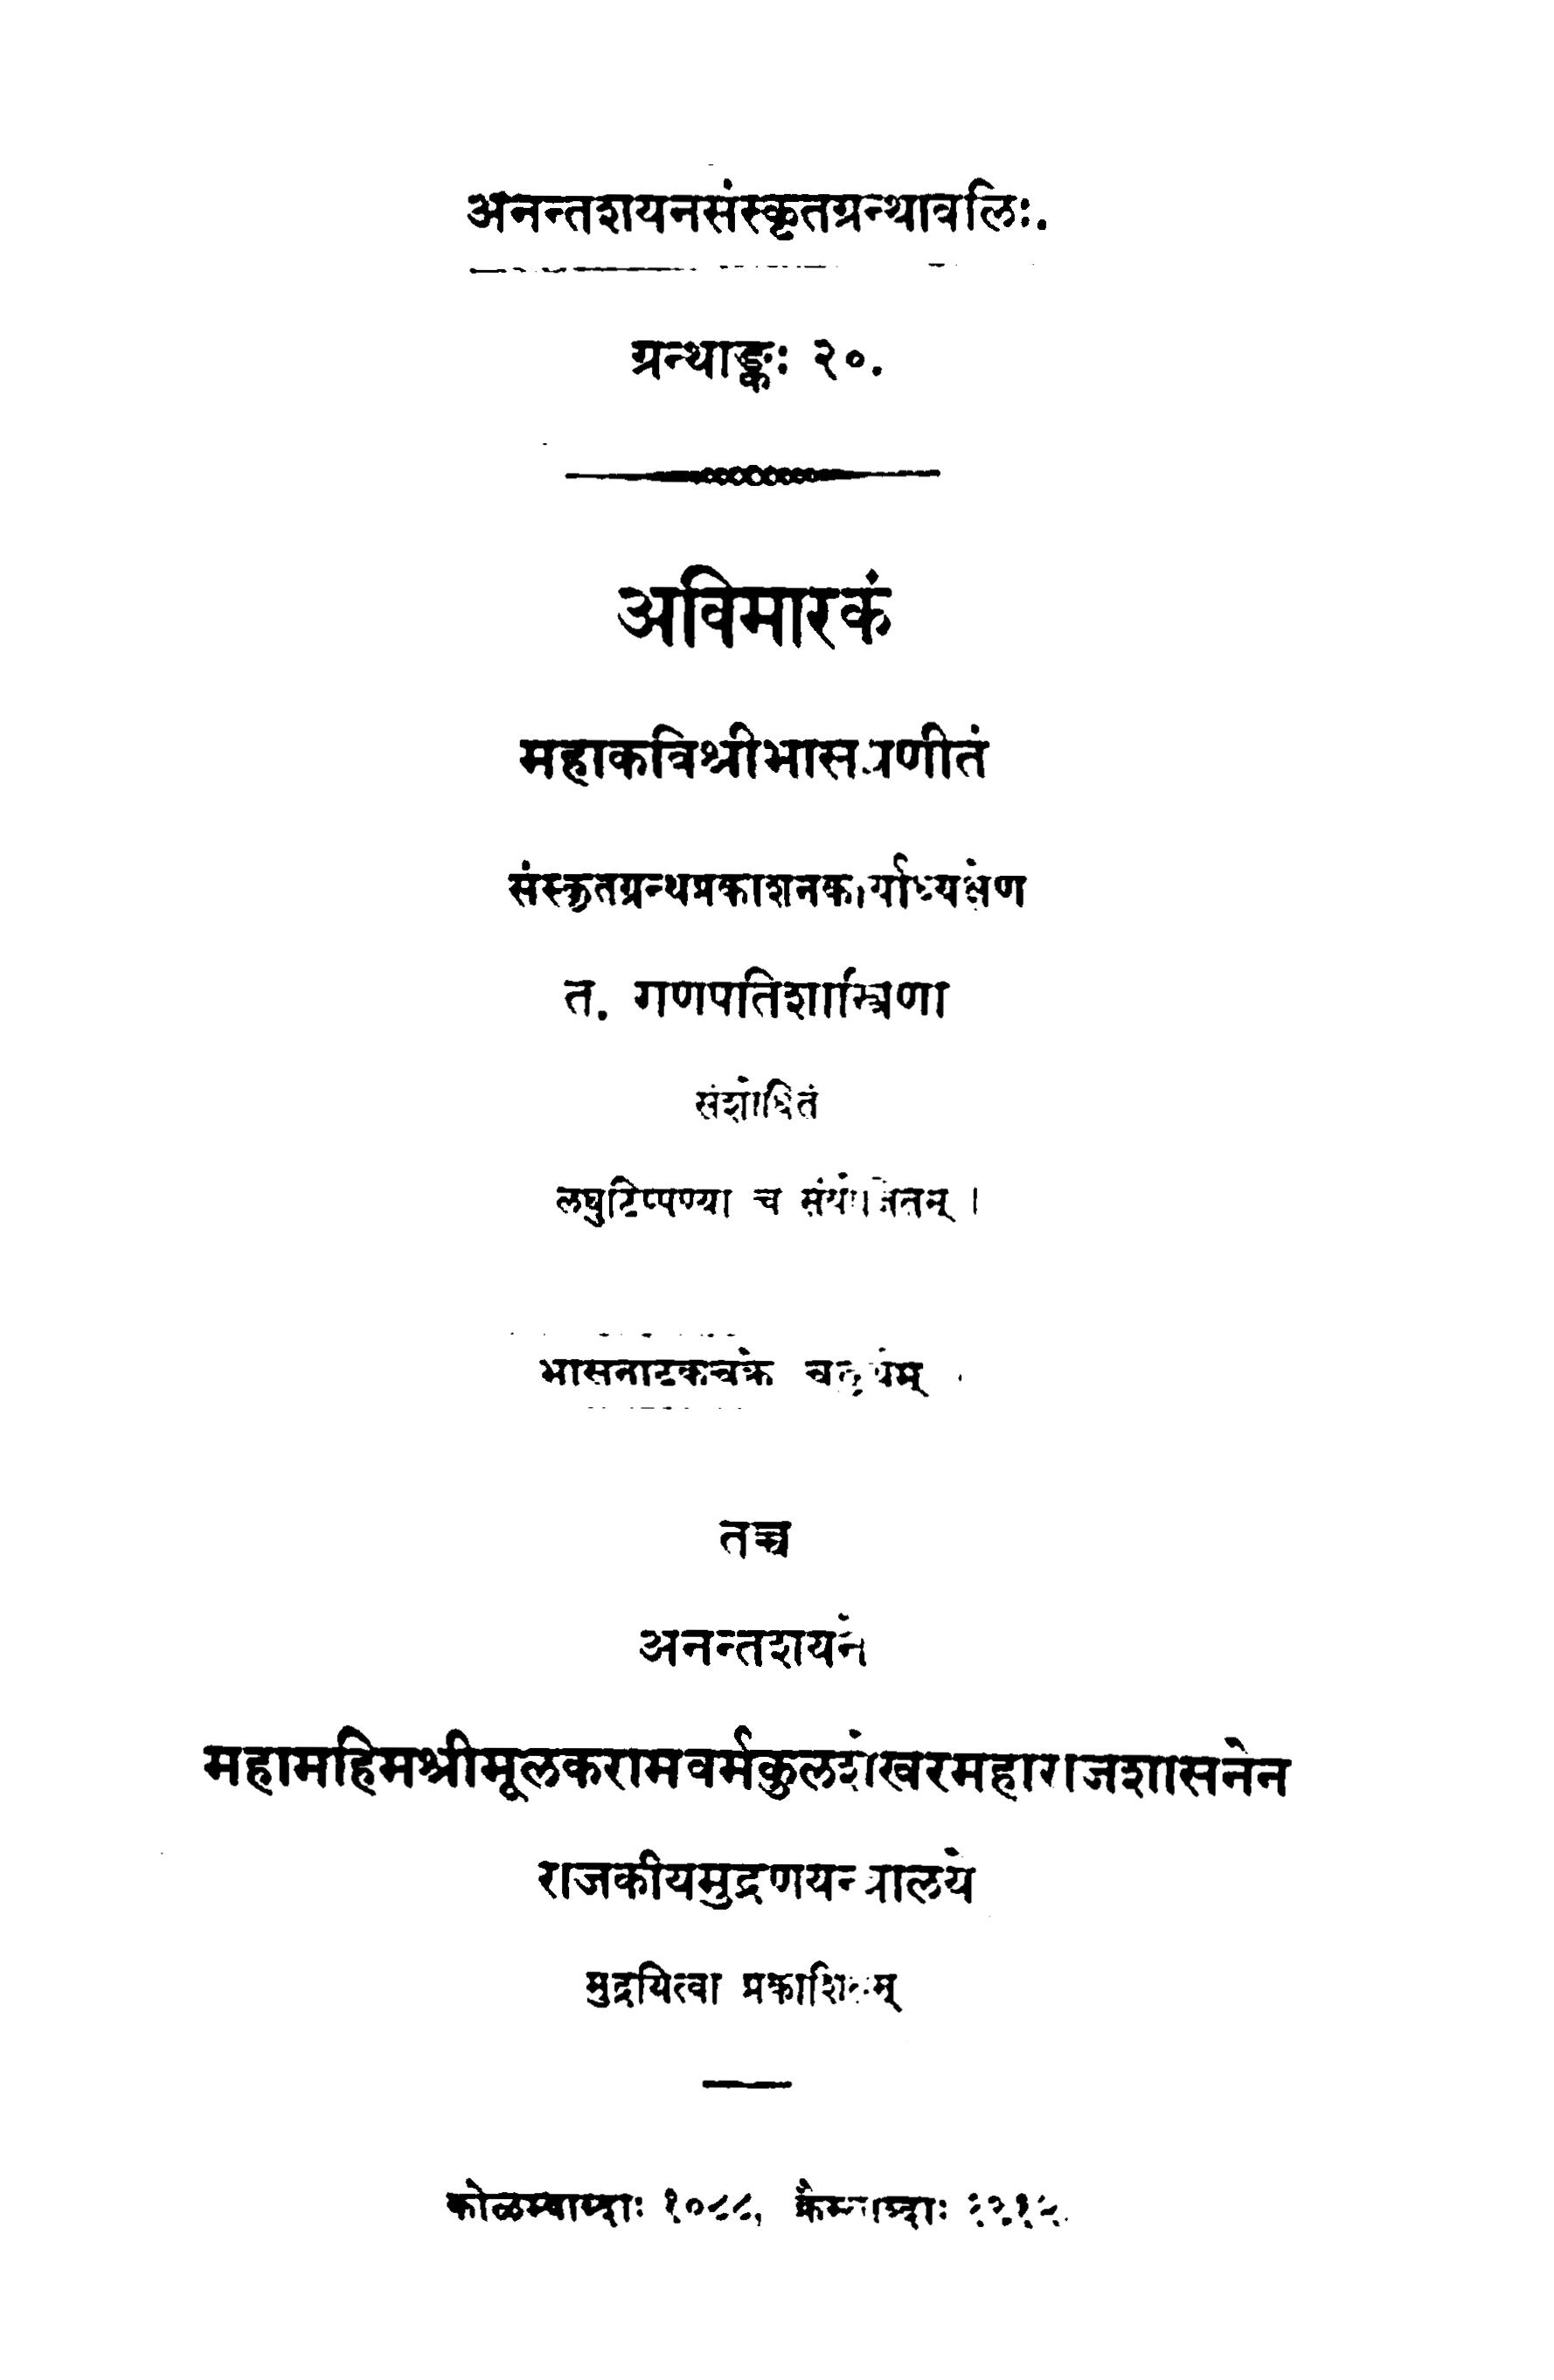 अनन्तशयनसंस्कृतग्रन्थावलिः.
ग्रन्थाङ्कः २०.
अविमारकं
महाकविश्रीभासप्रणीतं
संस्कृतग्रन्थप्रकाशनकार्याध्यक्षेण
त. गणपतिशास्त्रिणा
संशोधितं
लघुटिप्पण्या च संयोजितम् ।
भासनाटकचक्रे चतुर्थम्
तच्च
अनन्तशयने
महामहिमश्रीमूलकरामवर्मकुलशेखरमहाराजशासनेन
राजकीयमुद्रणयन्त्रालये
मुद्रयित्वा प्रकाशितम्
कोळम्बाब्दाः १०८८,